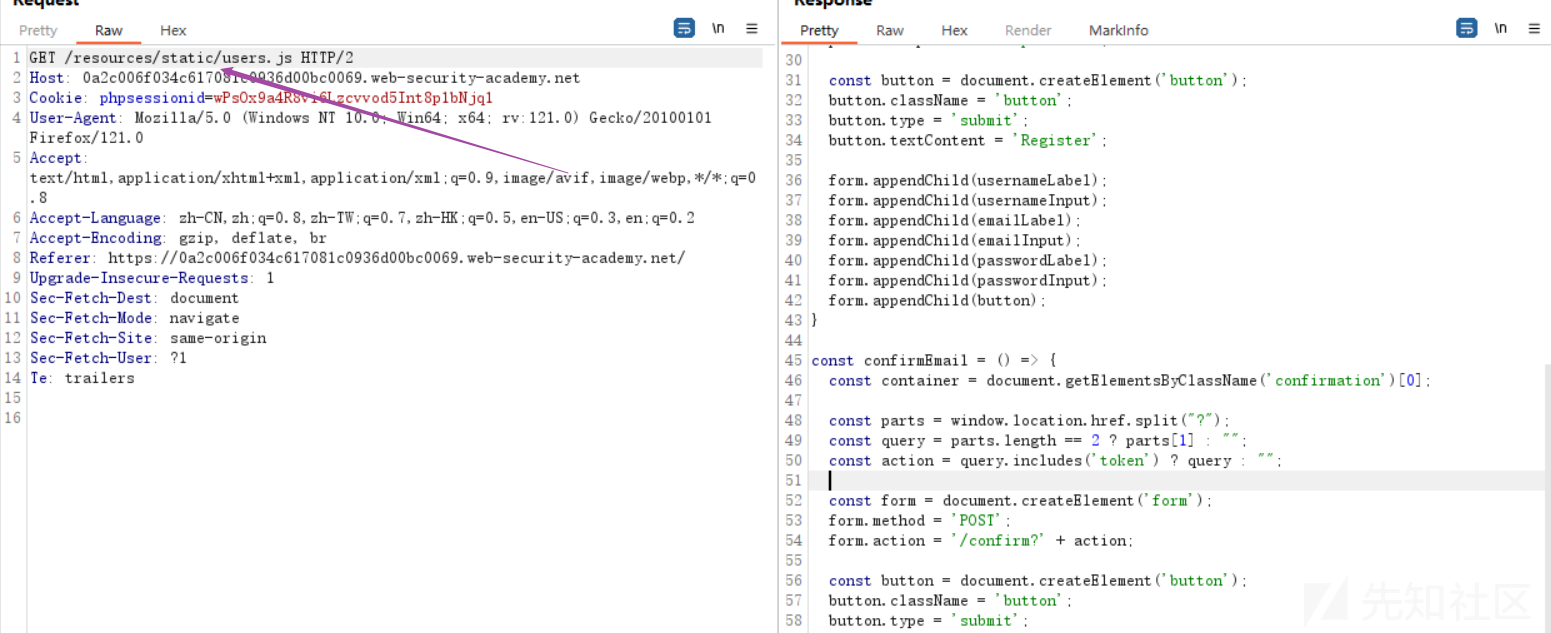 Request
Pretty Raw Hex
\n
1 GET /resources/static/users.js HTTP/2
2 Host: 0a2c006f034c617081c0936d00bc0069.web-security-academy.net
3 Cookie: phpsessionid=wPsOx9a4R8vi6Lzcvvod5Int8p1bNjq1
4 User-Agent: Mozilla/5.0 (Windows NT 10.0; Win64; x64; rv:121.0) Gecko/20100101
Firefox/121.0
5 Accept:
text/html,application/xhtml+xml,application/xml;q=0.9,image/avif,image/webp,*/*;q=0
.8
6 Accept-Language: zh-CN,zh;q=0.8,zh-TW;q=0.7,zh-HK;q=0.5,en-US;q=0.3,en;q=0.2
7 Accept-Encoding: gzip, deflate, br
8 Referer: https://0a2c006f034c617081c0936d00bc0069.web-security-academy.net/
9 Upgrade-Insecure-Requests: 1
10 Sec-Fetch-Dest: document
11 Sec-Fetch-Mode: navigate
12 Sec-Fetch-Site: same-origin
13 Sec-Fetch-User: ?1
14 Te: trailers
15
16
Response
Pretty Raw Hex Render MarkInfo
\n
30
31 const button = document.createElement('button');
32 button.className = 'button';
33 button.type = 'submit';
34 button.textContent = 'Register';
35
36 form.appendChild(usernameLabel);
37 form.appendChild(usernameInput);
38 form.appendChild(emailLabel);
39 form.appendChild(emailInput);
40 form.appendChild(passwordLabel);
41 form.appendChild(passwordInput);
42 form.appendChild(button);
43 }
44
45 const confirmEmail = () => {
46 const container = document.getElementsByClassName('confirmation')[0];
47
48 const parts = window.location.href.split("?");
49 const query = parts.length == 2 ? parts[1] : "";
50 const action = query.includes('token') ? query : "";
51
52 const form = document.createElement('form');
53 form.method = 'POST';
54 form.action = '/confirm?' + action;
55
56 const button = document.createElement('button');
57 button.className = 'button';
58 button.type = 'submit';
先知社区